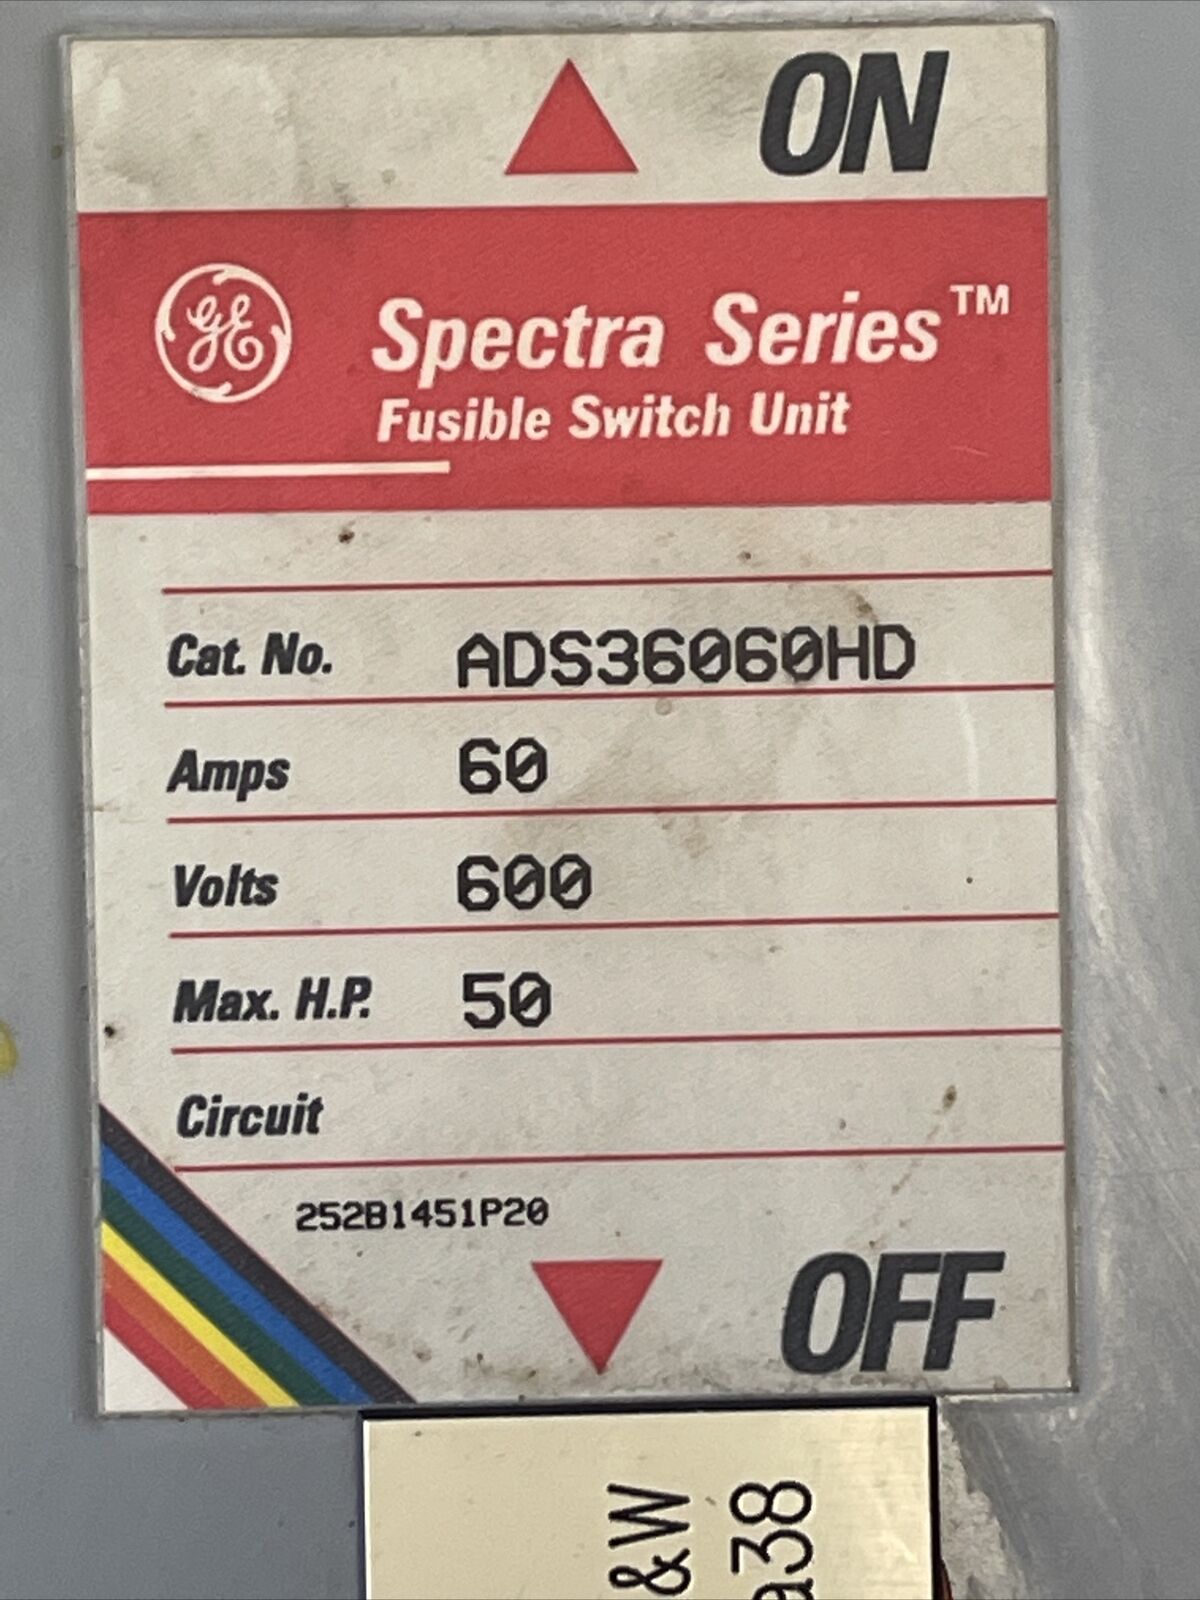 ON
GE
Spectra Series™
Fusible Switch Unit
Cat. No. ADS36060HD
Amps 60
Volts 600
Max. H.P. 50
Circuit
252B1451P20
OFF
&W
38